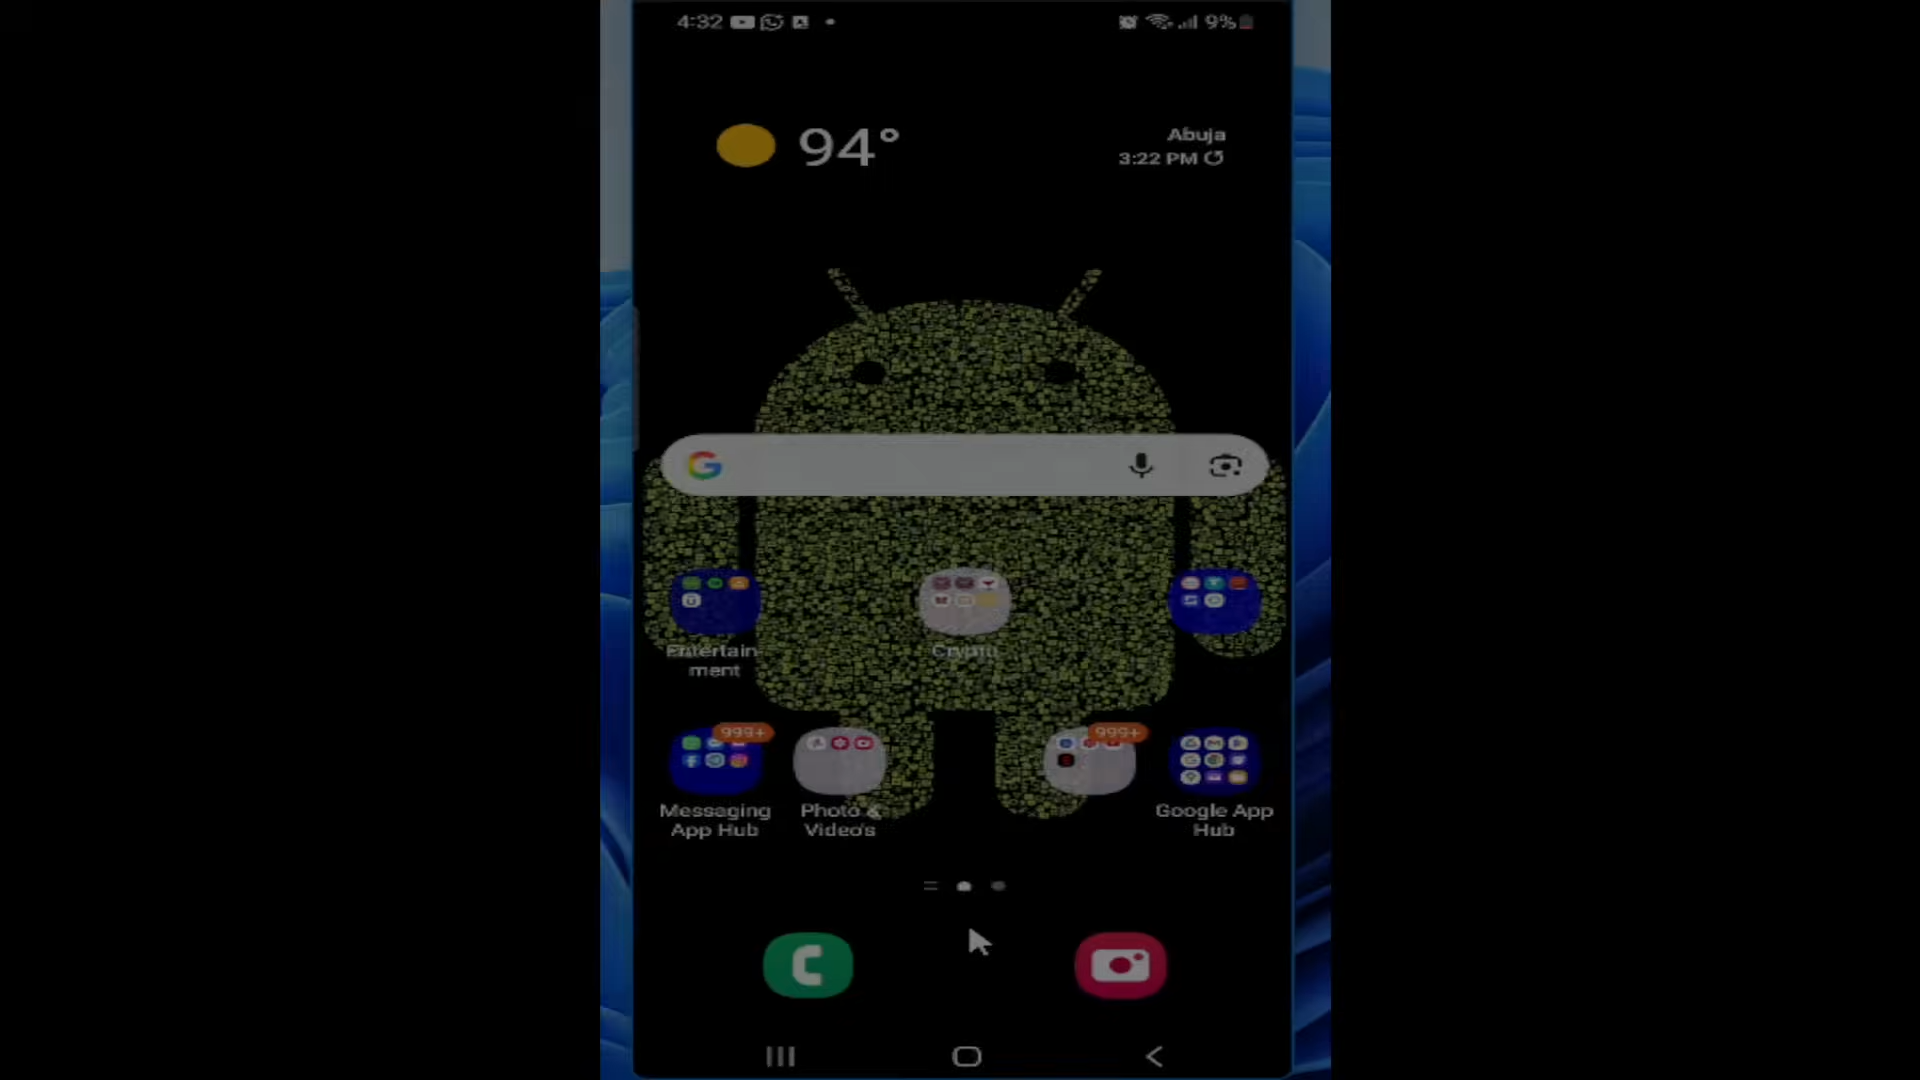 4:32
9%
94°
Abuja
3:22 PM
Entertain
ment
Crypto
999+
999+
Messaging
App Hub
Photo &
Video's
Google App
Hub